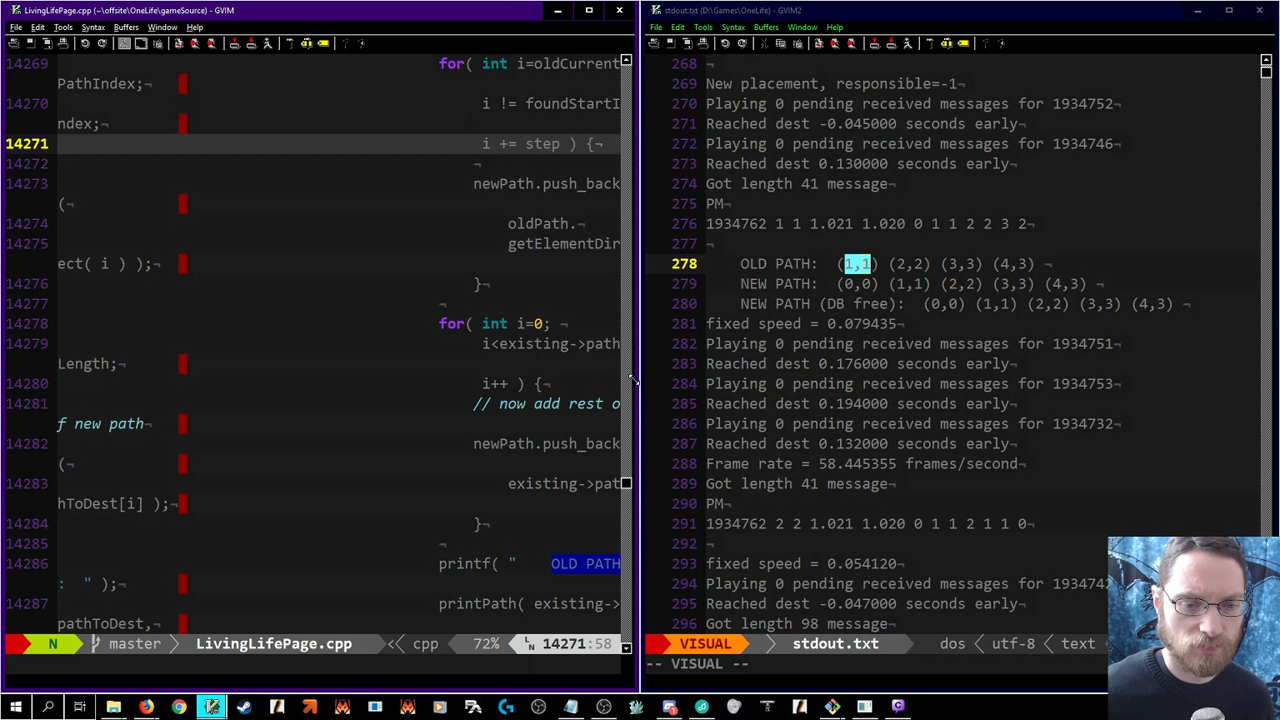 LivingLifePage.cpp (~\offsite\OneLife\gameSource) - GVIM
File Edit Tools Syntax Buffers Window Help
14269 for( int i=oldCurrent
PathIndex;¬
14270 i != foundStartI
ndex;¬
14271 i += step ) {¬
14272 ¬
14273 newPath.push_back
(¬
14274 oldPath.¬
14275 getElementDir
ect( i ) );¬
14276 }¬
14277 ¬
14278 for( int i=0; ¬
14279 i<existing->path
Length;¬
14280 i++ ) {¬
14281 // now add rest o
f new path¬
14282 newPath.push_back
(¬
14283 existing->pat
hToDest[i] );¬
14284 }¬
14285 ¬
14286 printf( " OLD PATH
: " );¬
14287 printPath( existing->
pathToDest,¬
N master LivingLifePage.cpp << cpp 72% LN 14271:58
stdout.txt (D:\Games\OneLife) - GVIM2
File Edit Tools Syntax Buffers Window Help
268 ¬
269 New placement, responsible=-1¬
270 Playing 0 pending received messages for 1934752¬
271 Reached dest -0.045000 seconds early¬
272 Playing 0 pending received messages for 1934746¬
273 Reached dest 0.130000 seconds early¬
274 Got length 41 message¬
275 PM¬
276 1934762 1 1 1.021 1.020 0 1 1 2 2 3 2¬
277 ¬
278 OLD PATH: (1,1) (2,2) (3,3) (4,3) ¬
279 NEW PATH: (0,0) (1,1) (2,2) (3,3) (4,3) ¬
280 NEW PATH (DB free): (0,0) (1,1) (2,2) (3,3) (4,3) ¬
281 fixed speed = 0.079435¬
282 Playing 0 pending received messages for 1934751¬
283 Reached dest 0.176000 seconds early¬
284 Playing 0 pending received messages for 1934753¬
285 Reached dest 0.194000 seconds early¬
286 Playing 0 pending received messages for 1934732¬
287 Reached dest 0.132000 seconds early¬
288 Frame rate = 58.445355 frames/second¬
289 Got length 41 message¬
290 PM¬
291 1934762 2 2 1.021 1.020 0 1 1 2 1 1 0¬
292 ¬
293 fixed speed = 0.054120¬
294 Playing 0 pending received messages for 193474
295 Reached dest -0.047000 seconds early¬
296 Got length 98 message¬
VISUAL stdout.txt dos utf-8 text
-- VISUAL --